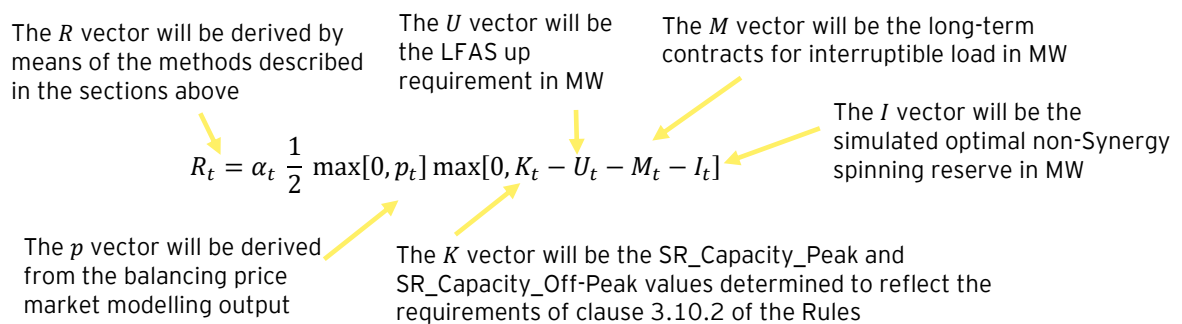 The R vector will be derived by
means of the methods described
in the sections above
The U vector will be
the LFAS up
requirement in MW
The M vector will be the long-term
contracts for interruptible load in MW
The I vector will be the
simulated optimal non-Synergy
spinning reserve in MW
R_t = α_t 1/2 max[0, p_t] max[0, K_t − U_t − M_t − I_t]
The p vector will be derived
from the balancing price
market modelling output
The K vector will be the SR_Capacity_Peak and
SR_Capacity_Off-Peak values determined to reflect the
requirements of clause 3.10.2 of the Rules